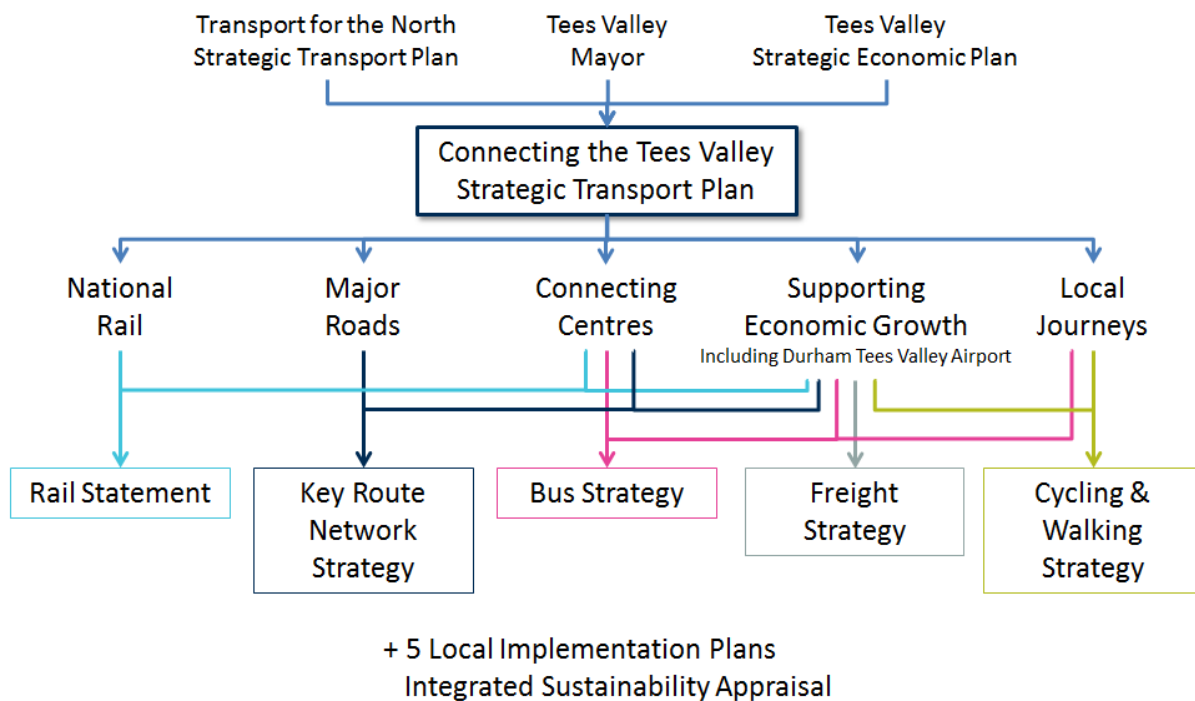 Transport for the North
Strategic Transport Plan
Tees Valley
Mayor
Tees Valley
Strategic Economic Plan
Connecting the Tees Valley
Strategic Transport Plan
National
Rail
Major
Roads
Connecting
Centres
Supporting
Economic Growth
Including Durham Tees Valley Airport
Local
Journeys
Rail Statement
Key Route
Network
Strategy
Bus Strategy
Freight
Strategy
Cycling &
Walking
Strategy
+ 5 Local Implementation Plans
Integrated Sustainability Appraisal